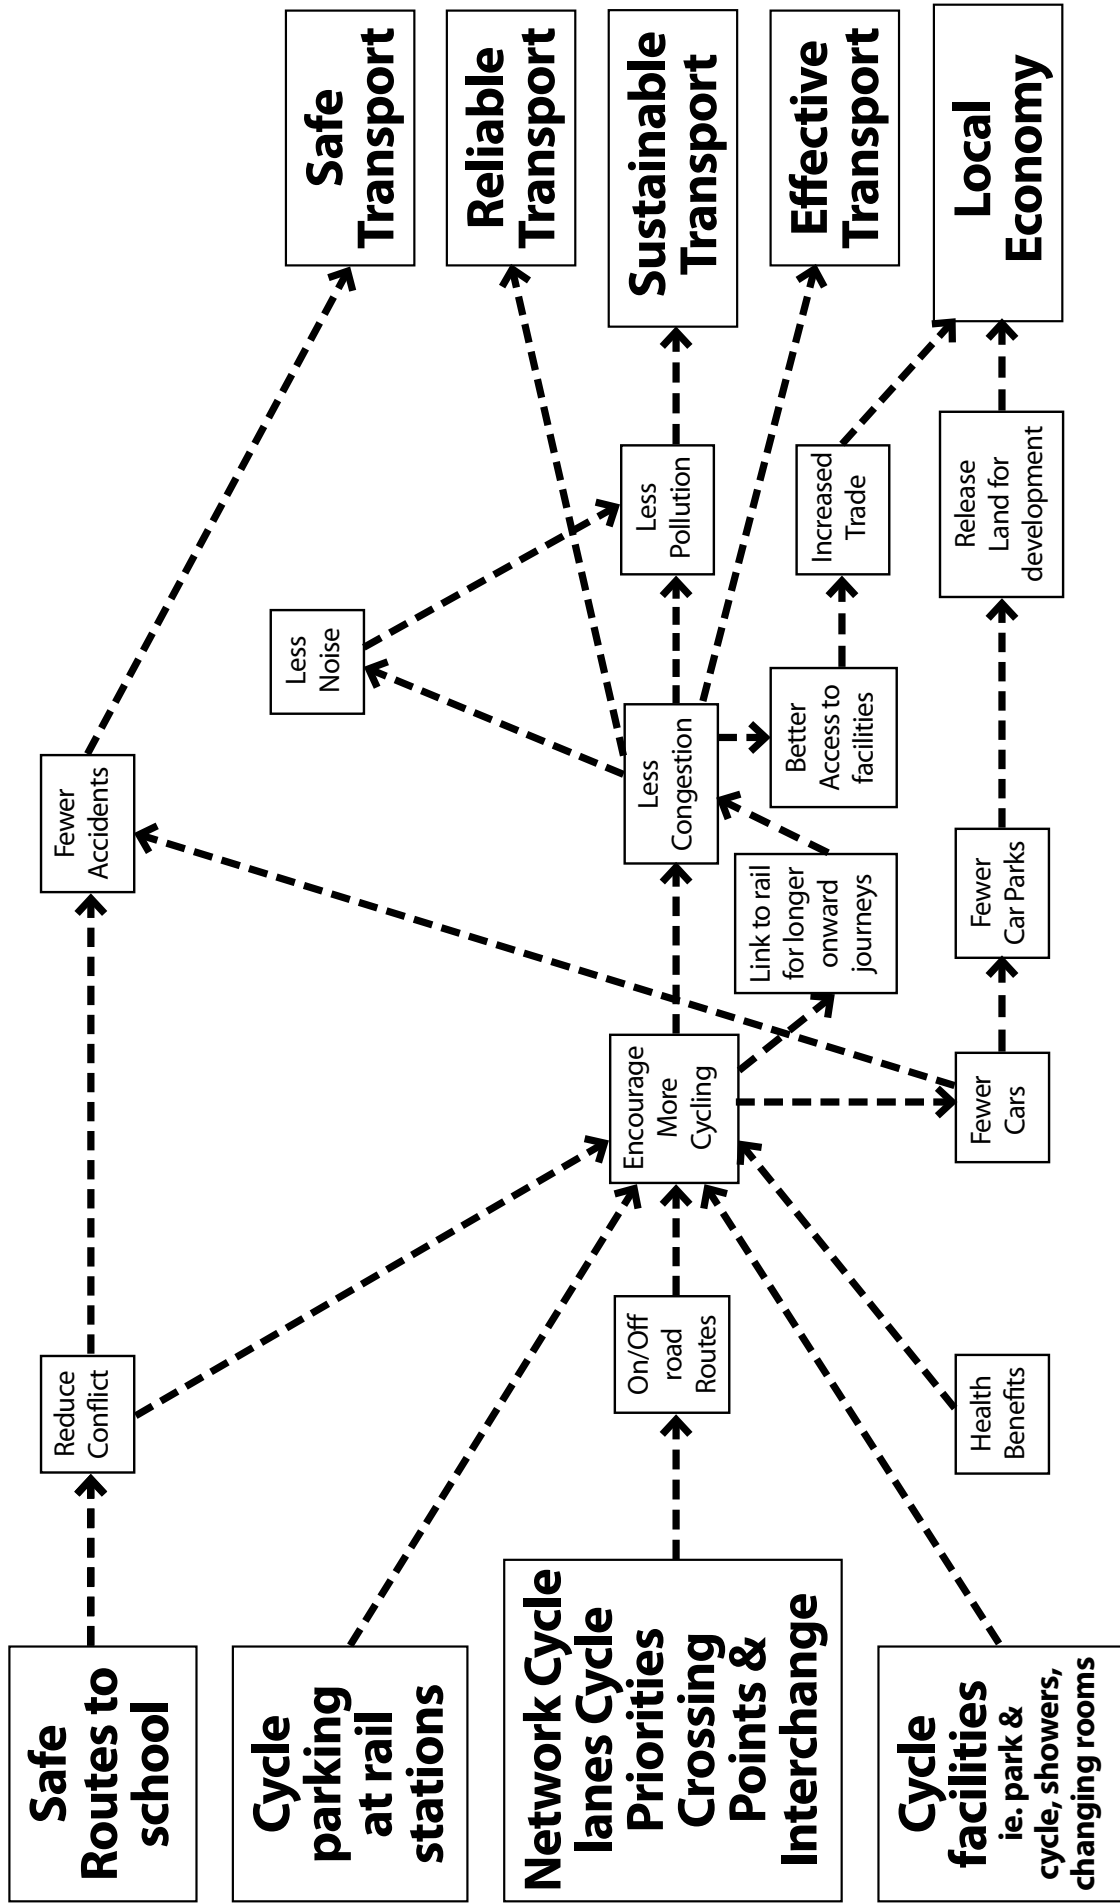 Safe
Routes to
school
Cycle
parking
at rail
stations
Network Cycle
lanes Cycle
Priorities
Crossing
Points &
Interchange
Cycle
facilities
ie. park &
cycle, showers,
changing rooms
Reduce
Conflict
On/Off
road
Routes
Health
Benefits
Encourage
More
Cycling
Fewer
Cars
Fewer
Accidents
Link to rail
for longer
onward
journeys
Fewer
Car Parks
Less
Congestion
Better
Access to
facilities
Less
Noise
Less
Pollution
Increased
Trade
Release
Land for
development
Safe
Transport
Reliable
Transport
Sustainable
Transport
Effective
Transport
Local
Economy